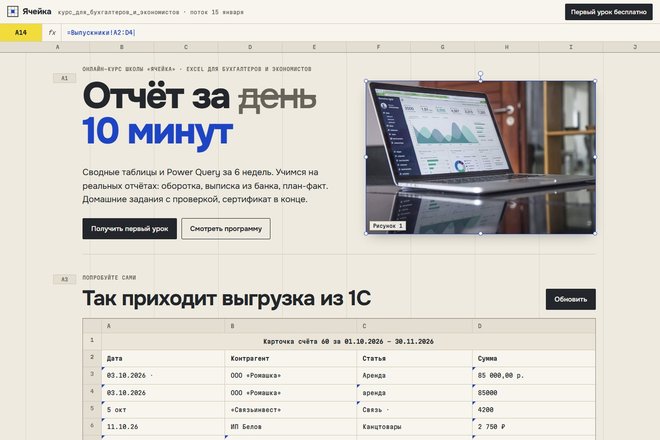 Ячейка курс_для_бухгалтеров_и_экономистов · поток 15 января Первый урок бесплатно
A14 fx =Выпускники!A2:D4
A B C D E F G H I J
ОНЛАЙН-КУРС ШКОЛЫ «ЯЧЕЙКА» · EXCEL ДЛЯ БУХГАЛТЕРОВ И ЭКОНОМИСТОВ
A1
Отчёт за день
10 минут
Сводные таблицы и Power Query за 6 недель. Учимся на
реальных отчётах: оборотка, выписка из банка, план-факт.
Домашние задания с проверкой, сертификат в конце.
Получить первый урок Смотреть программу
Рисунок 1
A3 ПОПРОБУЙТЕ САМИ
Так приходит выгрузка из 1С Обновить
A B C D
1 Карточка счёта 60 за 01.10.2026 – 30.11.2026
2 Дата Контрагент Статья Сумма
3 03.10.2026 · ООО «Ромашка» Аренда 85 000,00 р.
4 03.10.2026 ООО «Ромашка» аренда 85000
5 5 окт «Связьинвест» Связь · 4200
6 11.10.26 ИП Белов Канцтовары 2 750 ₽